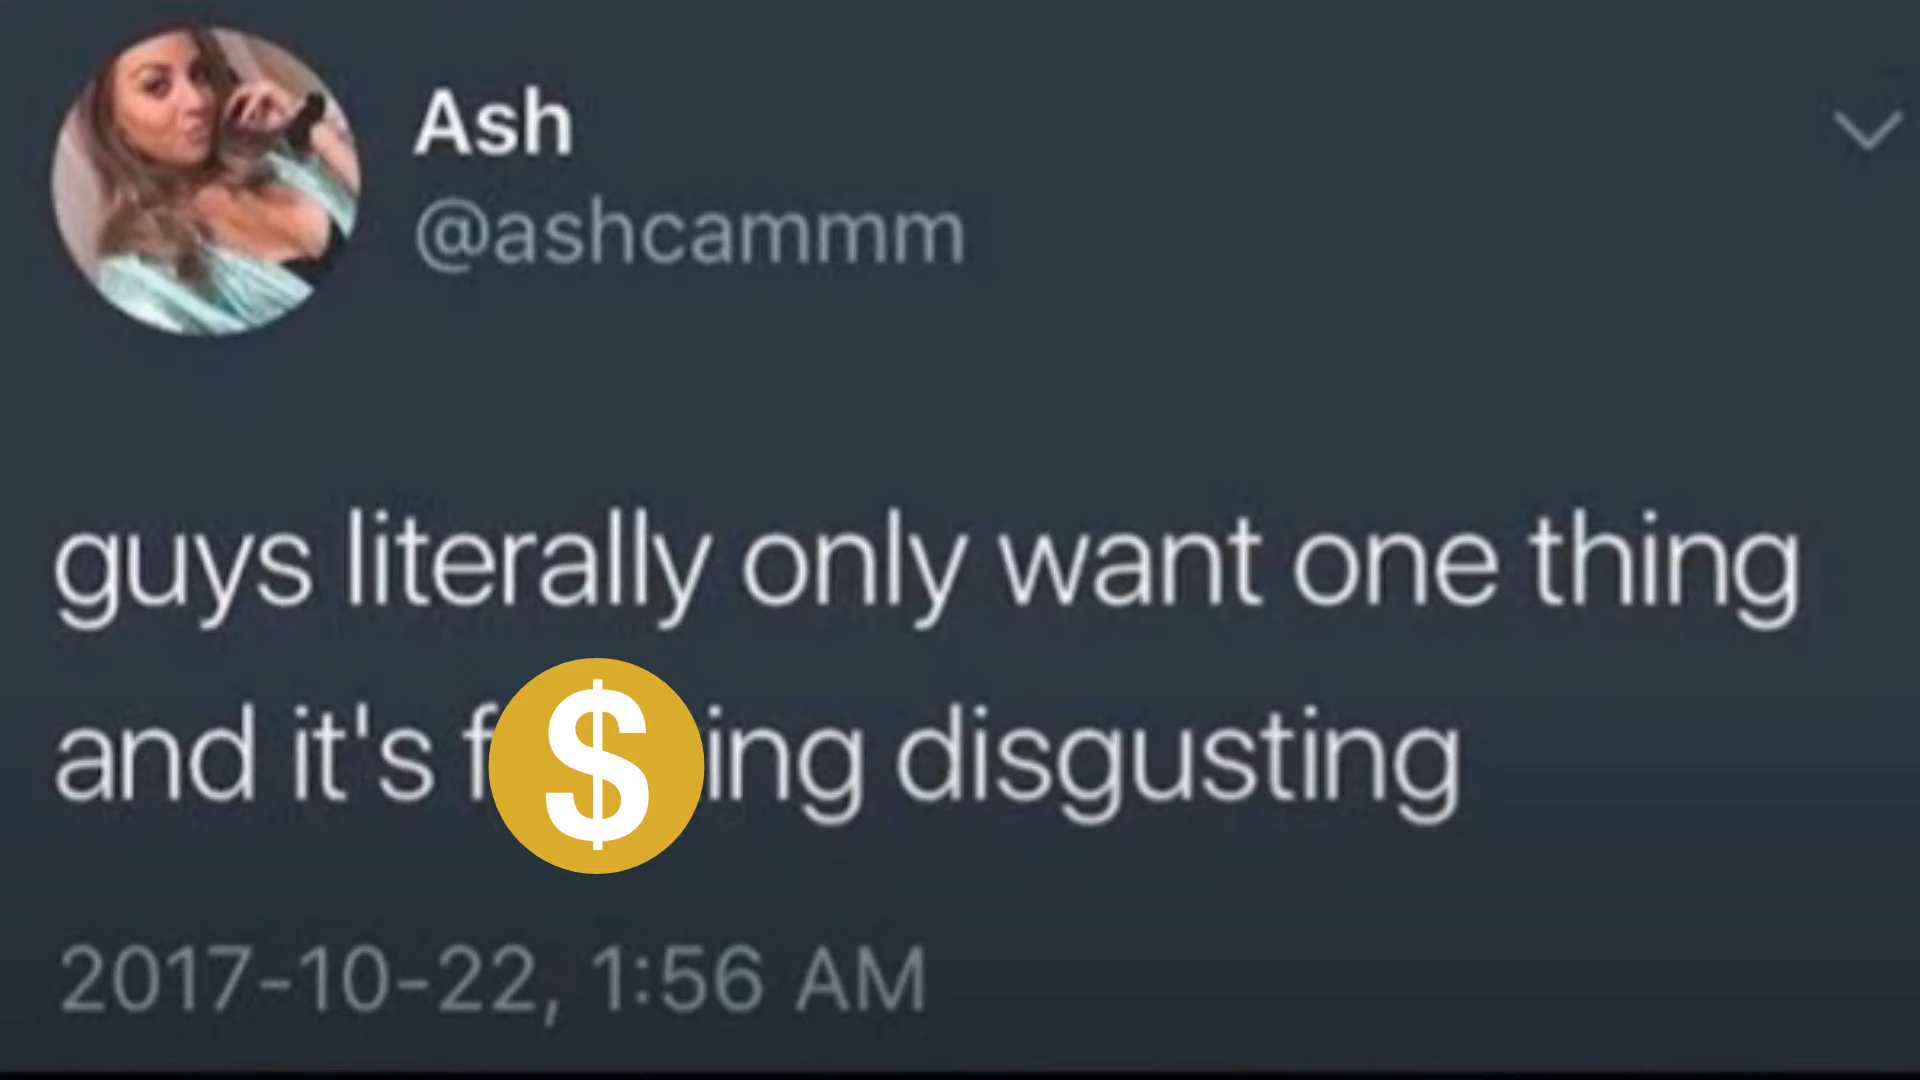 Ash
@ashcammm
guys literally only want one thing
and it's f$ing disgusting
2017-10-22, 1:56 AM